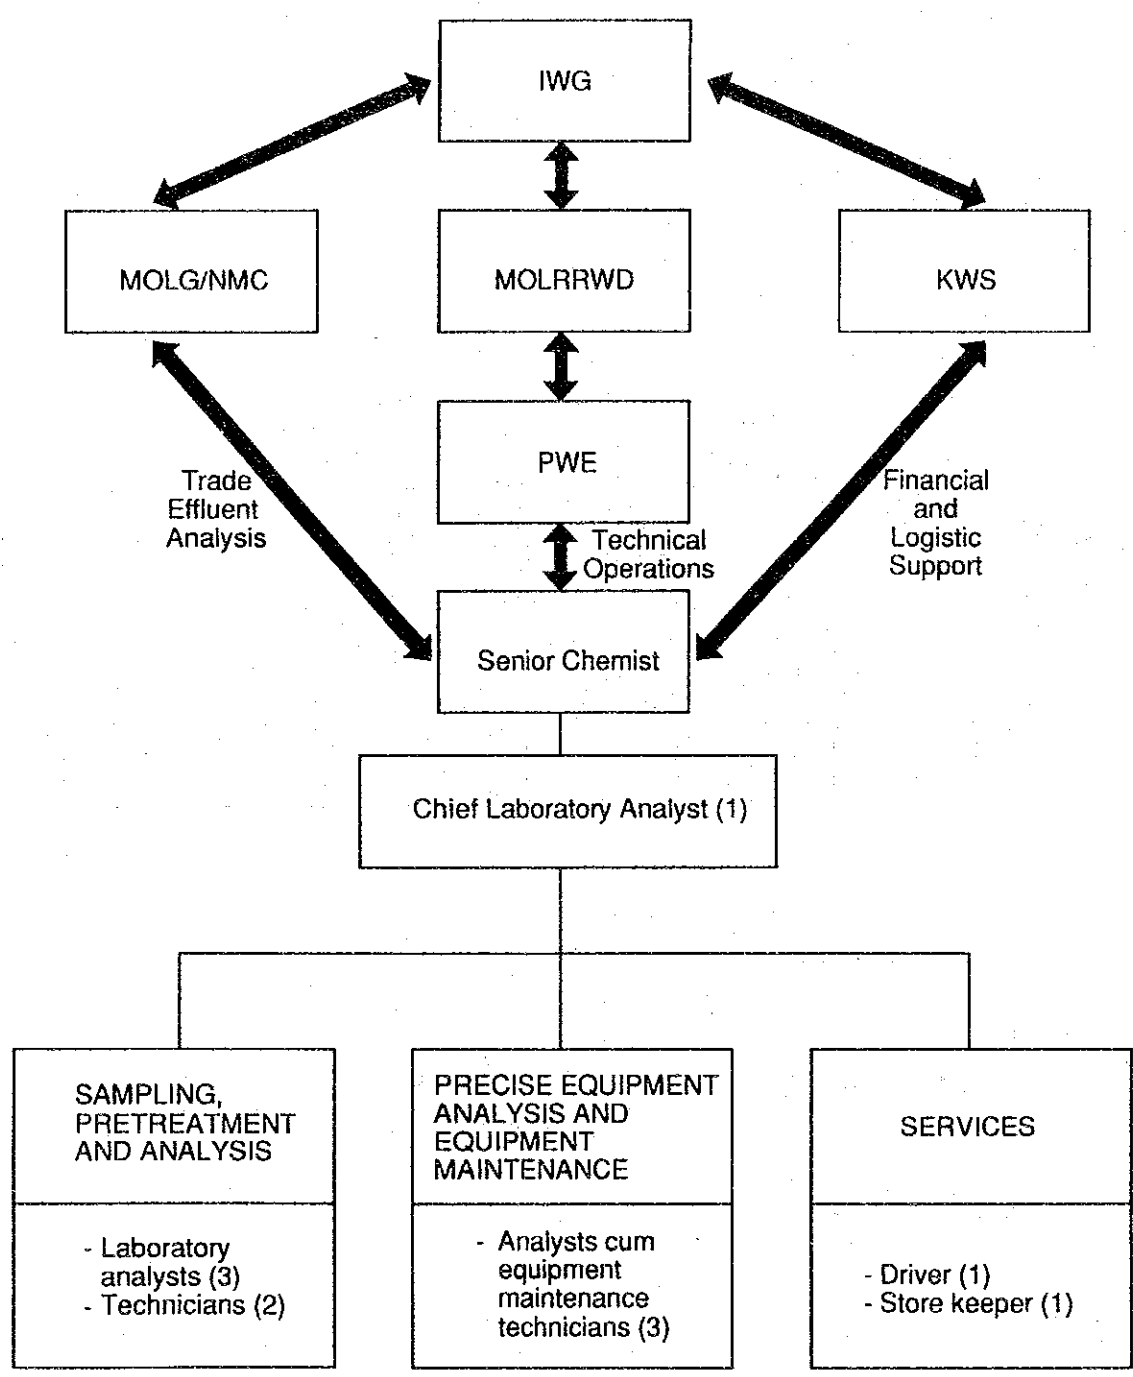 IWG
MOLG/NMC
MOLRRWD
KWS
PWE
Trade
Effluent
Analysis
Technical
Operations
Financial
and
Logistic
Support
Senior Chemist
Chief Laboratory Analyst (1)
SAMPLING,
PRETREATMENT
AND ANALYSIS
- Laboratory
analysts (3)
- Technicians (2)
PRECISE EQUIPMENT
ANALYSIS AND
EQUIPMENT
MAINTENANCE
- Analysts cum
equipment
maintenance
technicians (3)
SERVICES
- Driver (1)
- Store keeper (1)